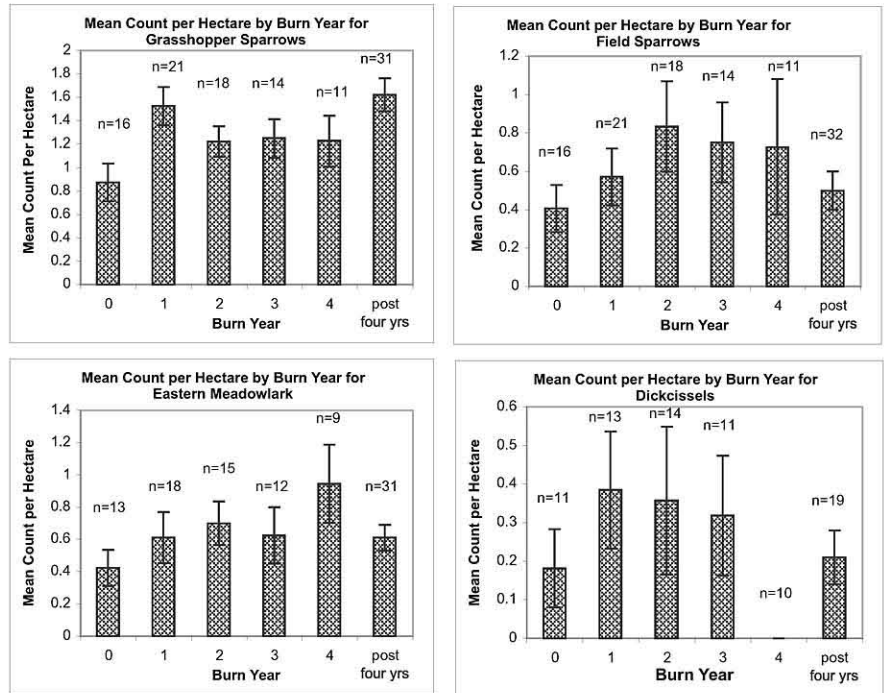 Mean Count per Hectare by Burn Year for
Grasshopper Sparrows
Mean Count Per Hectare
2
1.8
1.6
1.4
1.2
1
0.8
0.6
0.4
0.2
0
n=16
n=21
n=18
n=14
n=11
n=31
0 1 2 3 4 post
four yrs
Burn Year
Mean Count per Hectare by Burn Year for
Field Sparrows
Mean Count per Hectare
1.2
1
0.8
0.6
0.4
0.2
0
n=16
n=21
n=18
n=14
n=11
n=32
0 1 2 3 4 post
four yrs
Burn Year
Mean Count per Hectare by Burn Year for
Eastern Meadowlark
Mean Count per Hectare
1.4
1.2
1
0.8
0.6
0.4
0.2
0
n=13
n=18
n=15
n=12
n=9
n=31
0 1 2 3 4 post
four yrs
Burn Year
Mean Count per Hectare by Burn Year for
Dickcissels
Mean Count per Hectare
0.6
0.5
0.4
0.3
0.2
0.1
0
n=11
n=13
n=14
n=11
n=10
n=19
0 1 2 3 4 post
four yrs
Burn Year